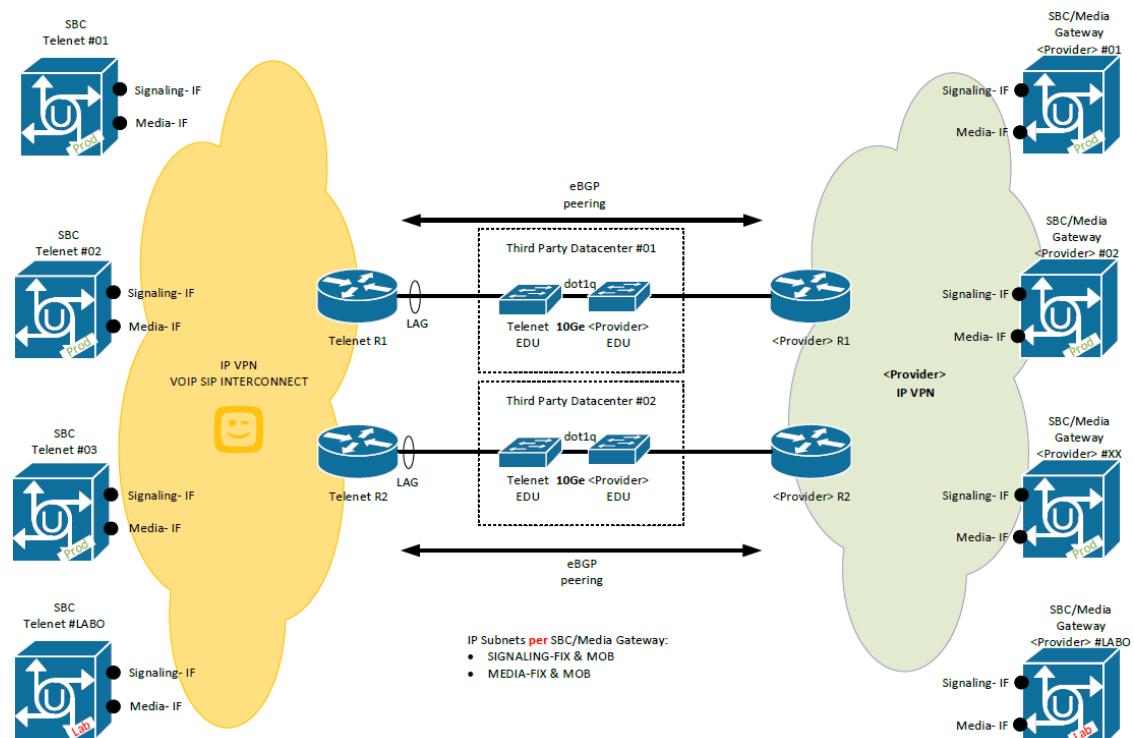 SBC
Telenet #01
Signaling- IF
Media- IF
Prod
SBC
Telenet #02
Signaling- IF
Media- IF
Prod
SBC
Telenet #03
Signaling- IF
Media- IF
Prod
SBC
Telenet #LABO
Signaling- IF
Media- IF
Lab
IP VPN
VOIP SIP INTERCONNECT
Telenet R1
LAG
Telenet R2
LAG
eBGP
peering
Third Party Datacenter #01
dot1q
Telenet 10Ge <Provider>
EDU EDU
Third Party Datacenter #02
dot1q
Telenet 10Ge <Provider>
EDU EDU
eBGP
peering
IP Subnets per SBC/Media Gateway:
• SIGNALING-FIX & MOB
• MEDIA-FIX & MOB
<Provider> R1
<Provider> R2
<Provider>
IP VPN
SBC/Media
Gateway
<Provider> #01
Signaling- IF
Media- IF
Prod
SBC/Media
Gateway
<Provider> #02
Signaling- IF
Media- IF
Prod
SBC/Media
Gateway
<Provider> #XX
Signaling- IF
Media- IF
Prod
SBC/Media
Gateway
<Provider> #LABO
Signaling- IF
Media- IF
Lab